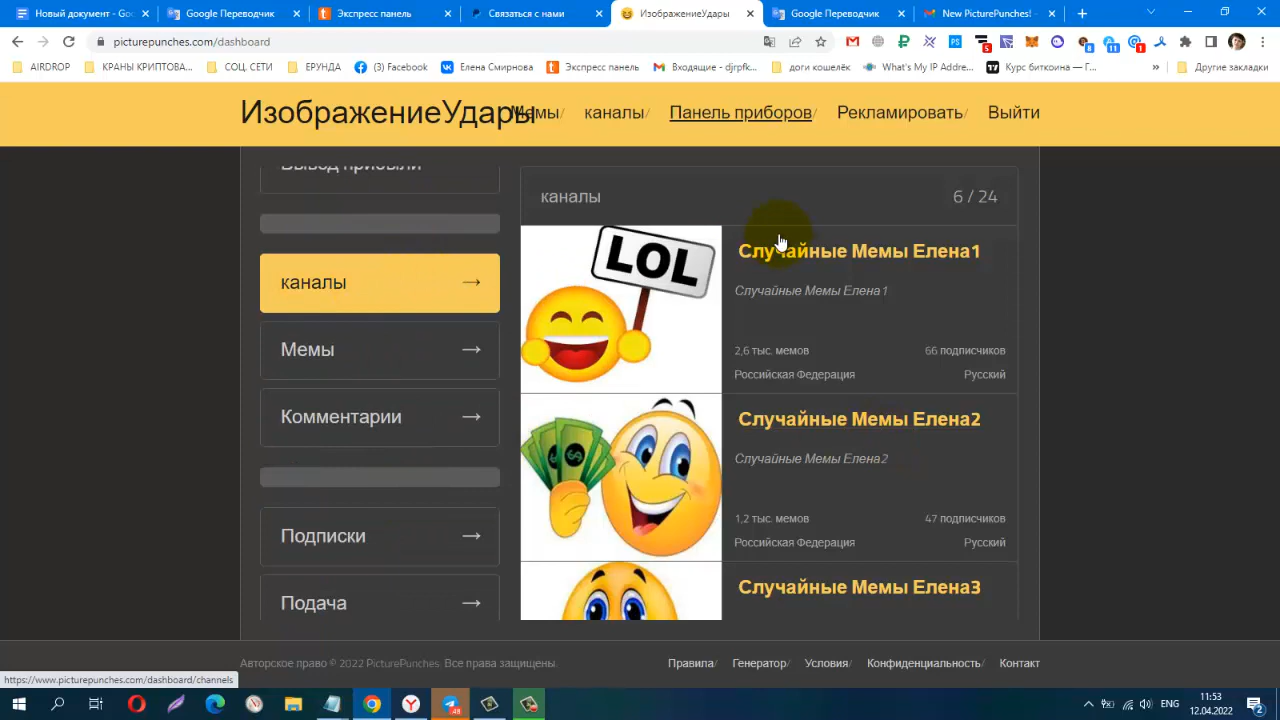 Новый документ - Goo
Google Переводчик
Экспресс панель
Связаться с нами
ИзображениеУдары
Google Переводчик
New PicturePunches! -
picturepunches.com/dashboard
AIRDROP
КРАНЫ КРИПТОВА...
СОЦ. СЕТИ
ЕРУНДА
(3) Facebook
Елена Смирнова
Экспресс панель
Входящие - djrpfk...
доги кошелёк
What's My IP Addre...
Курс биткоина — Г...
»
Другие закладки
ИзображениеУдары
Мемы/
каналы/
Панель приборов/
Рекламировать/
Выйти
Вывод прибыли
каналы →
Мемы →
Комментарии →
Подписки →
Подача →
каналы
6 / 24
LOL
Случайные Мемы Елена1
Случайные Мемы Елена1
2,6 тыс. мемов
66 подписчиков
Российская Федерация
Русский
Случайные Мемы Елена2
Случайные Мемы Елена2
1,2 тыс. мемов
47 подписчиков
Российская Федерация
Русский
Случайные Мемы Елена3
Авторское право © 2022 PicturePunches. Все права защищены.
Правила/
Генератор/
Условия/
Конфиденциальность/
Контакт
https://www.picturepunches.com/dashboard/channels
ENG
11:53
12.04.2022